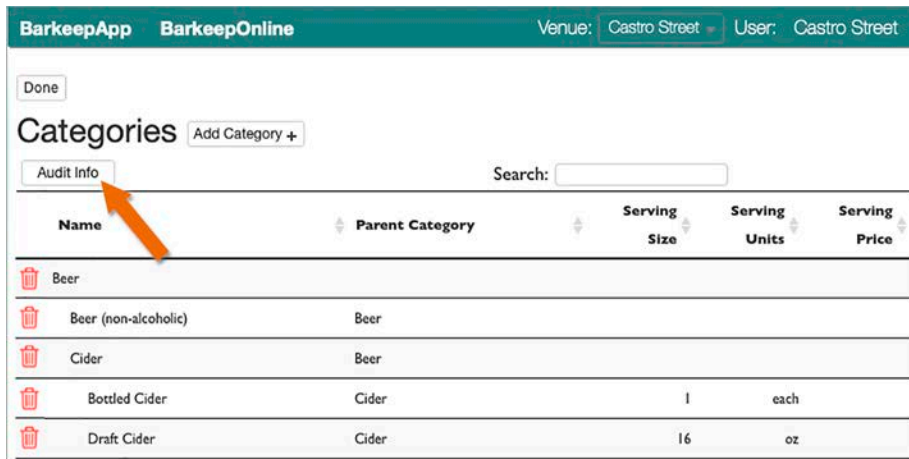 BarkeepApp BarkeepOnline Venue: Castro Street User: Castro Street
Done
Categories Add Category +
Audit Info Search:
Name Parent Category Serving Size Serving Units Serving Price
Beer
Beer (non-alcoholic) Beer
Cider Beer
Bottled Cider Cider 1 each
Draft Cider Cider 16 oz